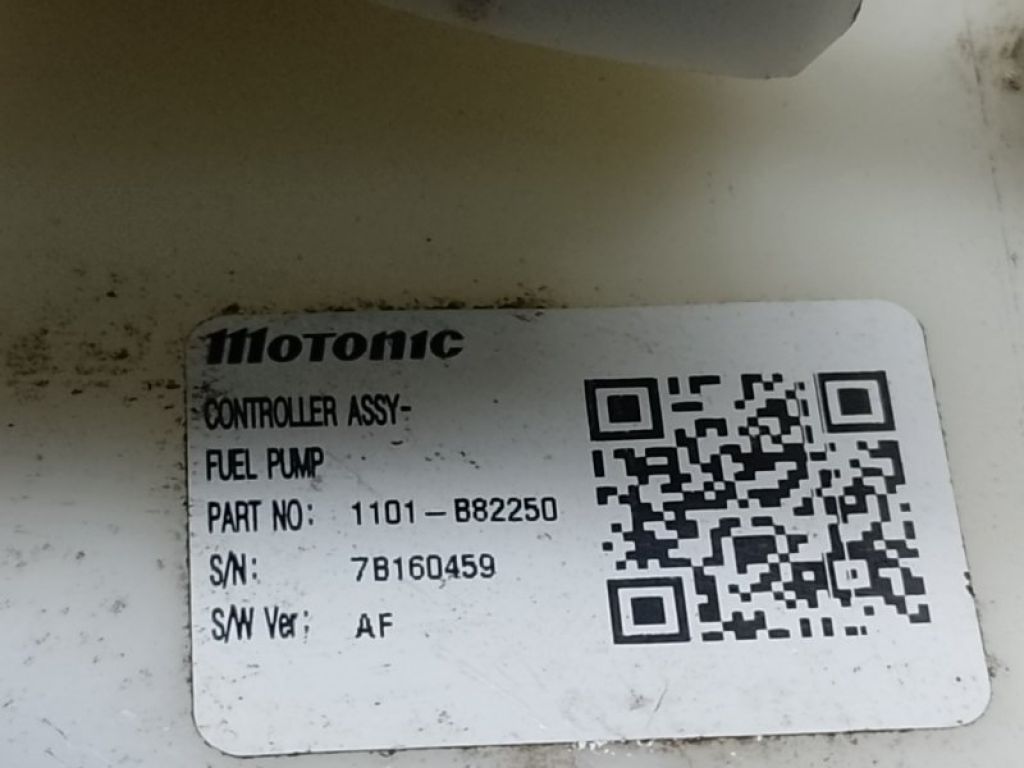 MOTONIC
CONTROLLER ASSY-
FUEL PUMP
PART NO: 1101-B82250
S/N: 7B160459
S/W Ver: AF